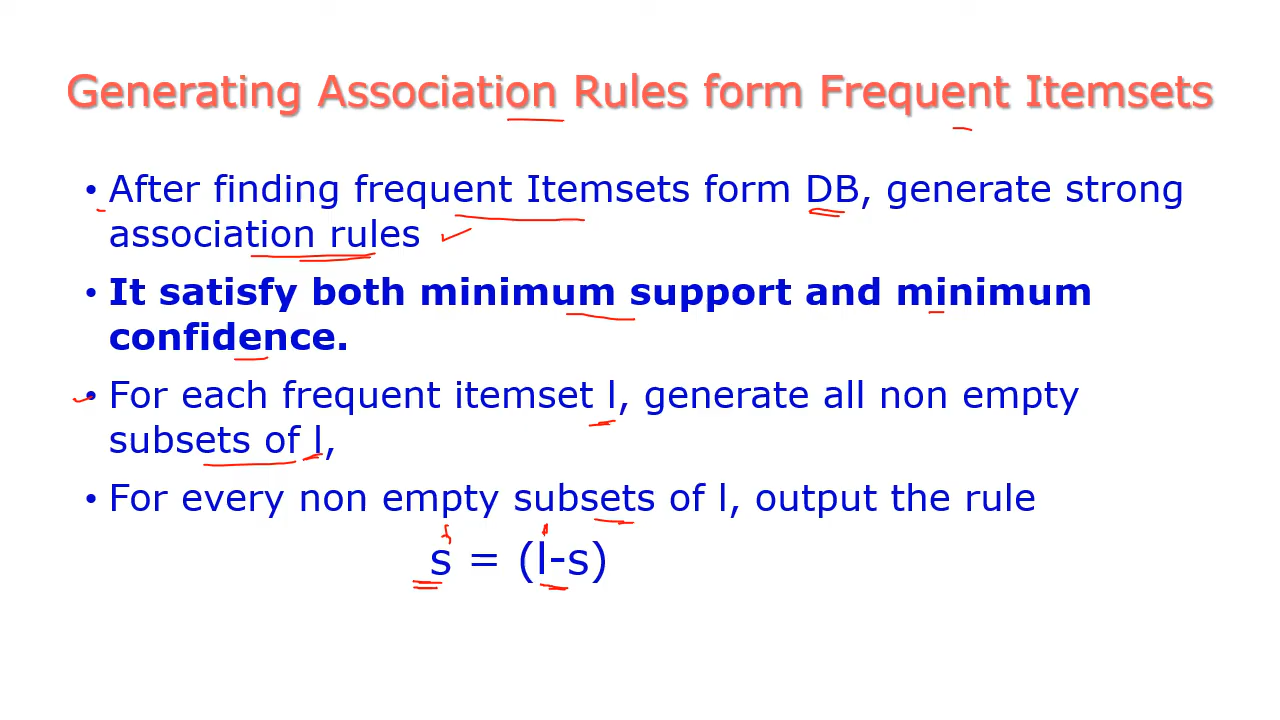 Generating Association Rules form Frequent Itemsets
• After finding frequent Itemsets form DB, generate strong
association rules
• It satisfy both minimum support and minimum
confidence.
• For each frequent itemset l, generate all non empty
subsets of l,
• For every non empty subsets of l, output the rule
s = (l-s)